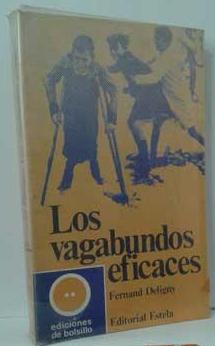 Los
vagabundos
eficaces
Fernand Deligny
Editorial Estela
ediciones
de bolsillo